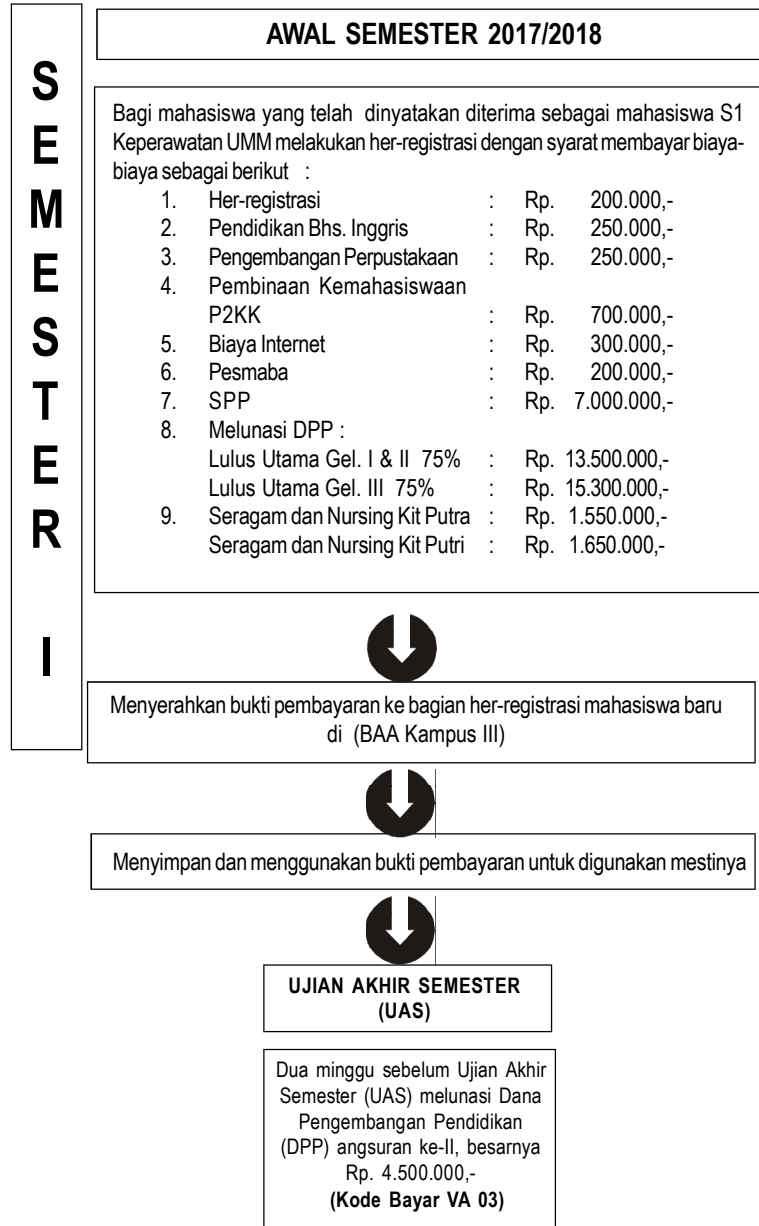 SEMESTER I
AWAL SEMESTER 2017/2018
Bagi mahasiswa yang telah dinyatakan diterima sebagai mahasiswa S1
Keperawatan UMM melakukan her-registrasi dengan syarat membayar biaya-
biaya sebagai berikut :
1. Her-registrasi : Rp. 200.000,-
2. Pendidikan Bhs. Inggris : Rp. 250.000,-
3. Pengembangan Perpustakaan : Rp. 250.000,-
4. Pembinaan Kemahasiswaan
P2KK : Rp. 700.000,-
5. Biaya Internet : Rp. 300.000,-
6. Pesmaba : Rp. 200.000,-
7. SPP : Rp. 7.000.000,-
8. Melunasi DPP :
Lulus Utama Gel. I & II 75% : Rp. 13.500.000,-
Lulus Utama Gel. III 75% : Rp. 15.300.000,-
9. Seragam dan Nursing Kit Putra : Rp. 1.550.000,-
Seragam dan Nursing Kit Putri : Rp. 1.650.000,-
Menyerahkan bukti pembayaran ke bagian her-registrasi mahasiswa baru
di (BAA Kampus III)
Menyimpan dan menggunakan bukti pembayaran untuk digunakan mestinya
UJIAN AKHIR SEMESTER
(UAS)
Dua minggu sebelum Ujian Akhir
Semester (UAS) melunasi Dana
Pengembangan Pendidikan
(DPP) angsuran ke-II, besarnya
Rp. 4.500.000,-
(Kode Bayar VA 03)